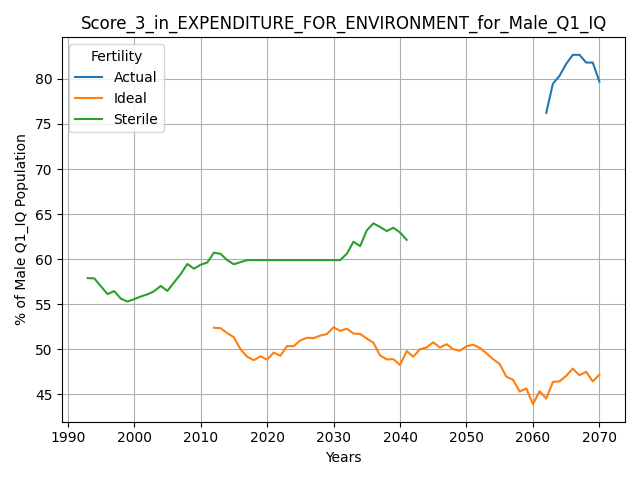 Score_3_in_EXPENDITURE_FOR_ENVIRONMENT_for_Male_Q1_IQ
Fertility
Actual
Ideal
Sterile
% of Male Q1_IQ Population
80
75
70
65
60
55
50
45
1990 2000 2010 2020 2030 2040 2050 2060 2070
Years